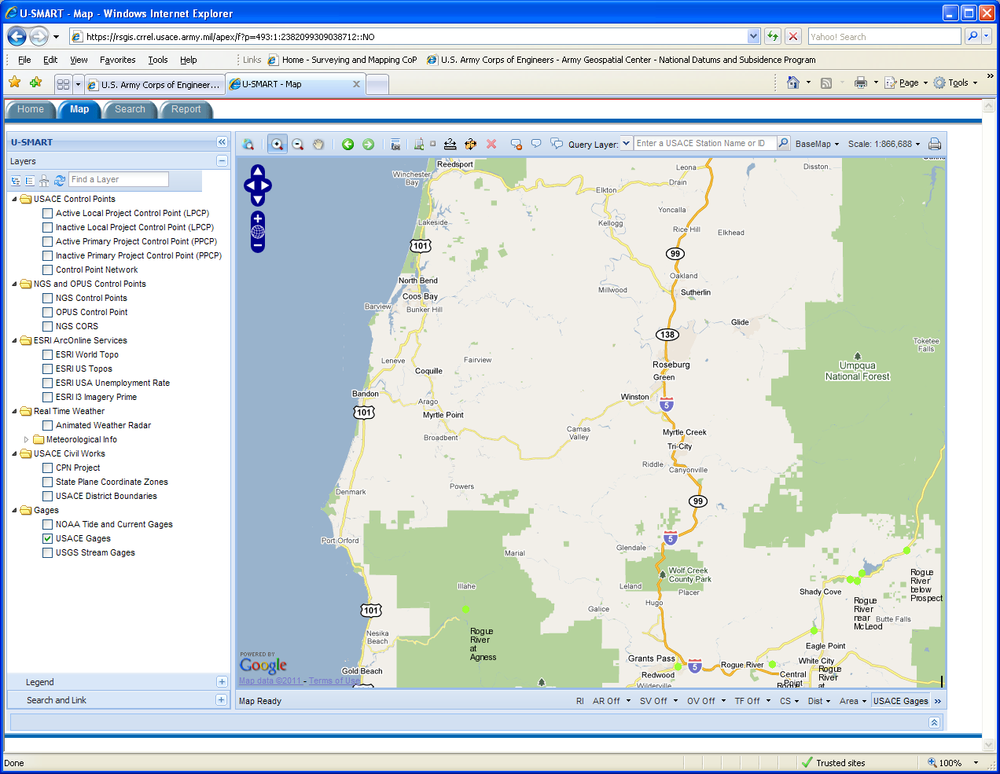 U-SMART - Map - Windows Internet Explorer
https://rsgis.crrel.usace.army.mil/apex/f?p=493:1:2382099309038712::NO
Yahoo! Search
File Edit View Favorites Tools Help
Links Home - Surveying and Mapping CoP U.S. Army Corps of Engineers - Army Geospatial Center - National Datums and Subsidence Program
U.S. Army Corps of Engineer... U-SMART - Map
Page Tools
Home Map Search Report
U-SMART
Query Layer: Enter a USACE Station Name or ID BaseMap Scale: 1:866,688
Layers
Find a Layer
USACE Control Points
Active Local Project Control Point (LPCP)
Inactive Local Project Control Point (LPCP)
Active Primary Project Control Point (PPCP)
Inactive Primary Project Control Point (PPCP)
Control Point Network
NGS and OPUS Control Points
NGS Control Points
OPUS Control Point
NGS CORS
ESRI ArcOnline Services
ESRI World Topo
ESRI US Topos
ESRI USA Unemployment Rate
ESRI I3 Imagery Prime
Real Time Weather
Animated Weather Radar
Meteorological Info
USACE Civil Works
CPN Project
State Plane Coordinate Zones
USACE District Boundaries
Gages
NOAA Tide and Current Gages
USACE Gages
USGS Stream Gages
Legend
Search and Link
Reedsport
Winchester
Bay
Leona
Disston
Drain
Elkton
Yoncalla
Lakeside
Kellogg
Rice Hill
Elkhead
101
99
North Bend
Oakland
Coos Bay
Millwood
Sutherlin
Barview
Bunker Hill
Glide
138
Toketee
Falls
Leneve
Fairview
Roseburg
Umpqua
National Forest
Coquille
Green
Bandon
Winston
Arago
5
101
Myrtle Point
Camas
Valley
Myrtle Creek
Broadbent
Tri-City
Riddle
Canyonville
Powers
Denmark
99
Port Orford
5
Glendale
Marial
Wolf Creek
County Park
Illahe
Leland
Placer
Shady Cove
Rogue
River
below
Prospect
Hugo
Galice
101
Rogue
River
near
McLeod
Butte Falls
Nesika
Beach
Rogue
River
at
Agness
Eagle Point
Grants Pass
5
Rogue River
White City
Gold Beach
Redwood
Central
Point
Rogue
River
at
Wilderville
Rogue
POWERED BY
Google
Map data ©2011 - Terms of Use
Map Ready RI AR Off SV Off OV Off TF Off CS Dist Area USACE Gages
Done Trusted sites 100%